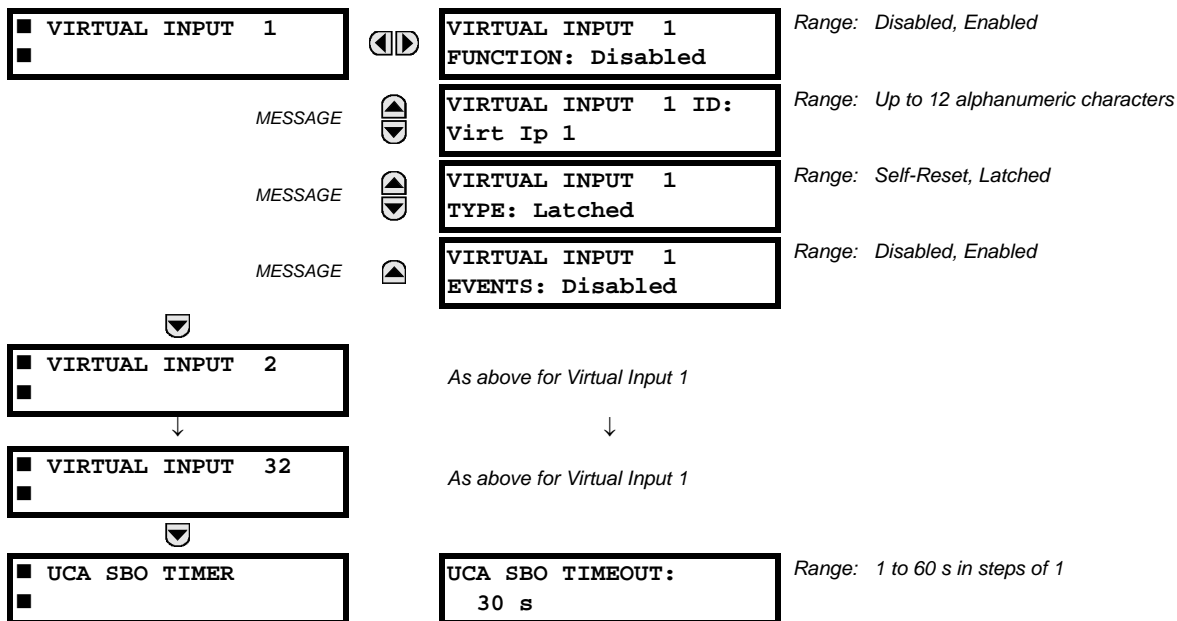 ■ VIRTUAL INPUT 1
■
VIRTUAL INPUT 1
FUNCTION: Disabled
Range: Disabled, Enabled
MESSAGE
VIRTUAL INPUT 1 ID:
Virt Ip 1
Range: Up to 12 alphanumeric characters
MESSAGE
VIRTUAL INPUT 1
TYPE: Latched
Range: Self-Reset, Latched
MESSAGE
VIRTUAL INPUT 1
EVENTS: Disabled
Range: Disabled, Enabled
■ VIRTUAL INPUT 2
■
As above for Virtual Input 1
↓ ↓
■ VIRTUAL INPUT 32
■
As above for Virtual Input 1
■ UCA SBO TIMER
■
UCA SBO TIMEOUT:
30 s
Range: 1 to 60 s in steps of 1